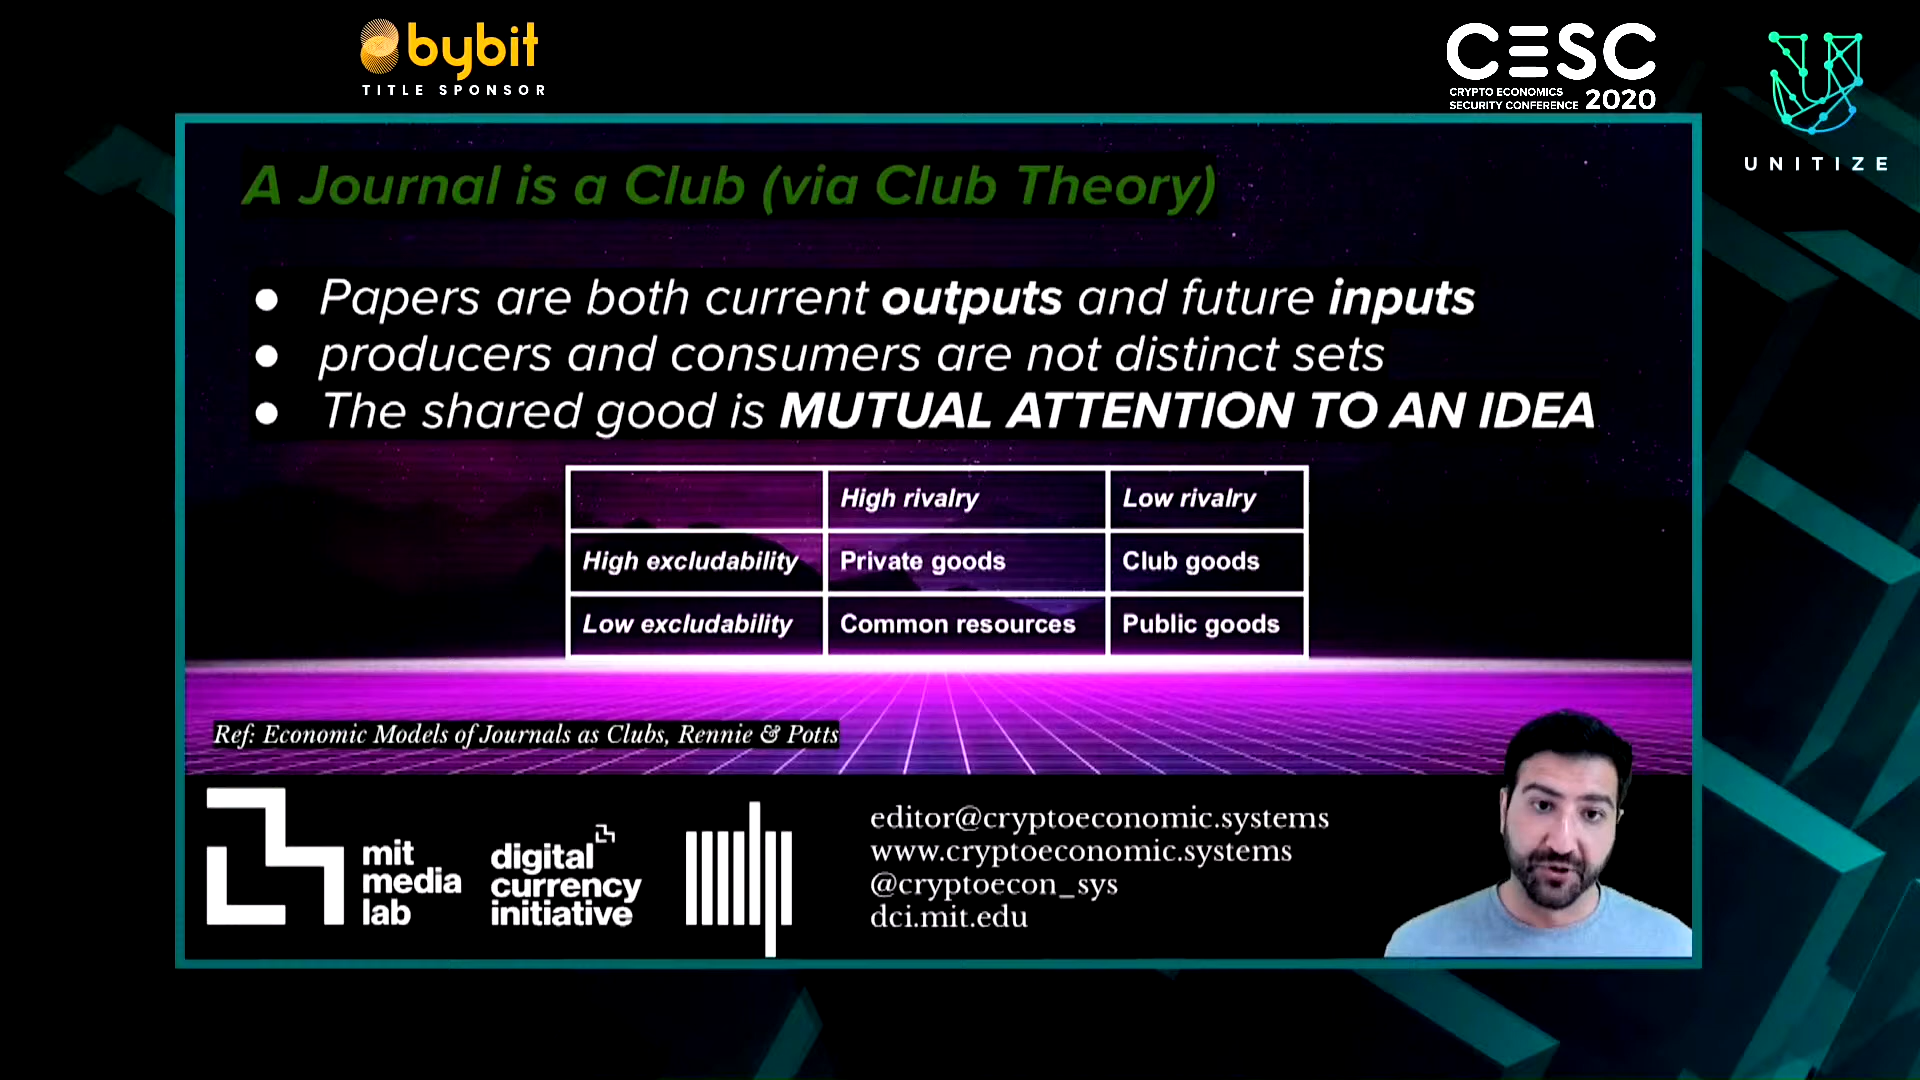 bybit
TITLE SPONSOR
CESC
CRYPTO ECONOMICS
SECURITY CONFERENCE 2020
UNITIZE
A Journal is a Club (via Club Theory)
● Papers are both current outputs and future inputs
● producers and consumers are not distinct sets
● The shared good is MUTUAL ATTENTION TO AN IDEA
High rivalry Low rivalry
High excludability Private goods Club goods
Low excludability Common resources Public goods
Ref: Economic Models of Journals as Clubs, Rennie & Potts
mit
media
lab
digital
currency
initiative
editor@cryptoeconomic.systems
www.cryptoeconomic.systems
@cryptoecon_sys
dci.mit.edu